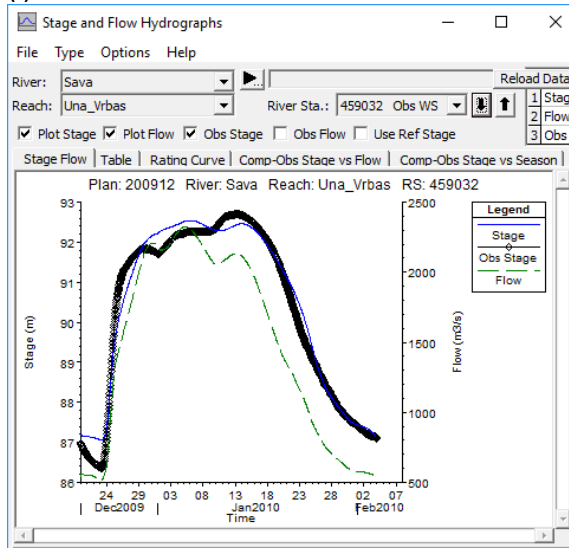 Stage and Flow Hydrographs
File Type Options Help
River: Sava Reload Data
Reach: Una_Vrbas River Sta.: 459032 Obs WS 1 Stag
Plot Stage Plot Flow Obs Stage Obs Flow Use Ref Stage 2 Flow
3 Obs
Stage Flow Table Rating Curve Comp-Obs Stage vs Flow Comp-Obs Stage vs Season
Plan: 200912 River: Sava Reach: Una_Vrbas RS: 459032
93 2500
Legend
Stage
Obs Stage
Flow
92
2000
91
90
1500
89
88
1000
87
86 500
Stage (m)
Flow (m3/s)
24 29 03 08 13 18 23 28 02 07
Dec2009 Jan2010 Feb2010
Time